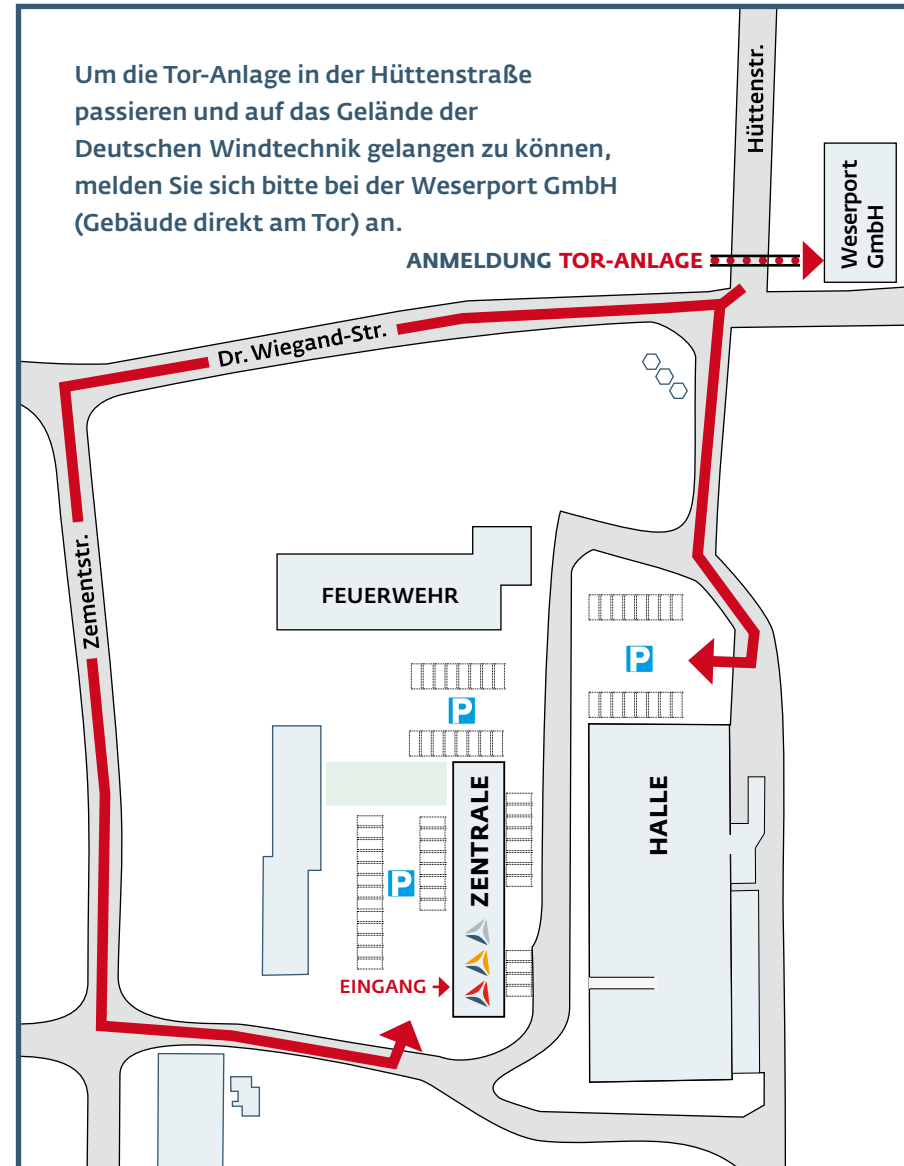 Um die Tor-Anlage in der Hüttenstraße
passieren und auf das Gelände der
Deutschen Windtechnik gelangen zu können,
melden Sie sich bitte bei der Weserport GmbH
(Gebäude direkt am Tor) an.
Hüttenstr.
Weserport
GmbH
ANMELDUNG TOR-ANLAGE
Dr. Wiegand-Str.
Zementstr.
FEUERWEHR
P
P
HALLE
ZENTRALE
P
EINGANG